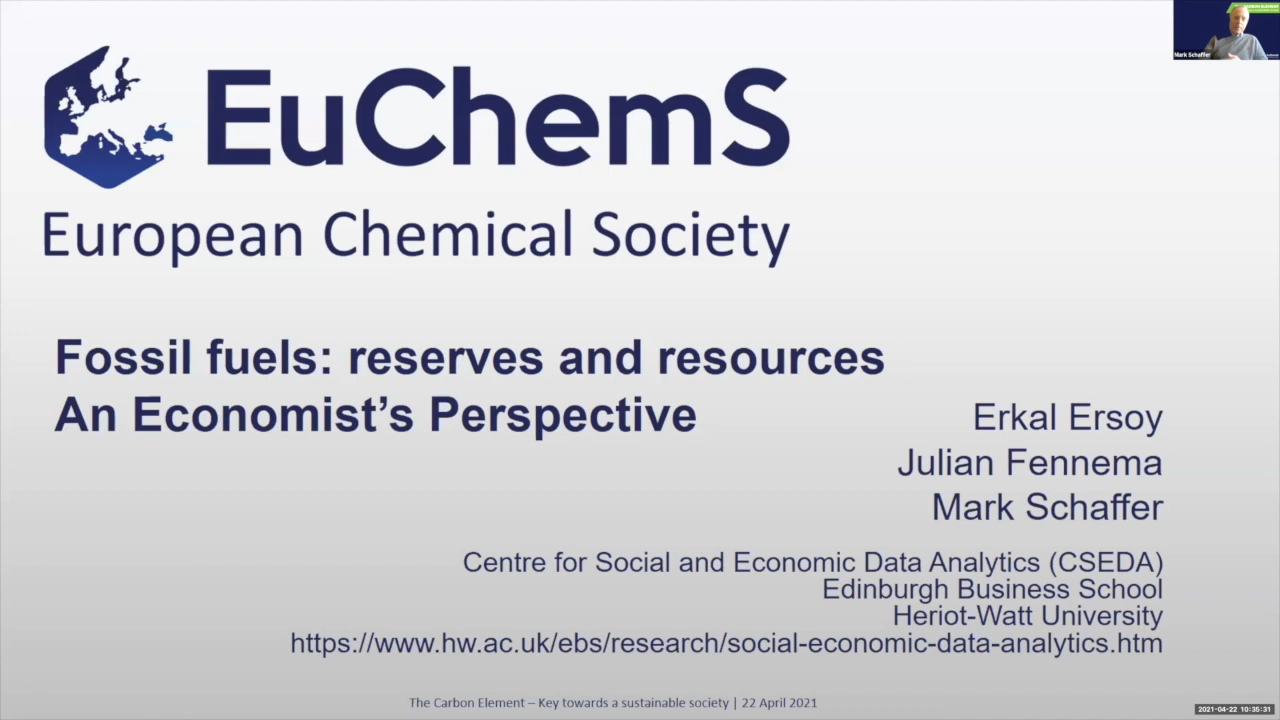 Mark Schaffer
EuChemS
European Chemical Society
Fossil fuels: reserves and resources
An Economist's Perspective
Erkal Ersoy
Julian Fennema
Mark Schaffer
Centre for Social and Economic Data Analytics (CSEDA)
Edinburgh Business School
Heriot-Watt University
https://www.hw.ac.uk/ebs/research/social-economic-data-analytics.htm
The Carbon Element – Key towards a sustainable society | 22 April 2021
2021-04-22 10:35:31